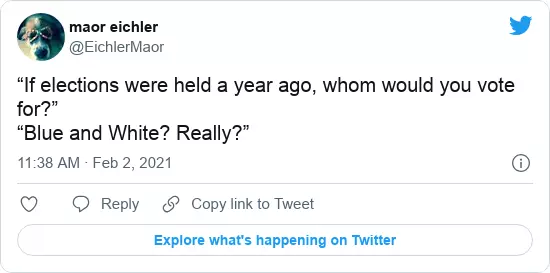 maor eichler
@EichlerMaor
“If elections were held a year ago, whom would you vote
for?”
“Blue and White? Really?”
11:38 AM · Feb 2, 2021
Reply
Copy link to Tweet
Explore what's happening on Twitter